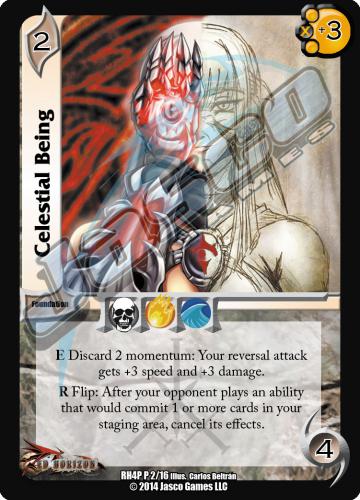 2
X +3
Celestial Being
JASCO
GAMES
Foundation
E Discard 2 momentum: Your reversal attack
gets +3 speed and +3 damage.
R Flip: After your opponent plays an ability
that would commit 1 or more cards in your
staging area, cancel its effects.
RED HORIZON
4
RH4P P 2/16 Illus. Carlos Beltrán
© 2014 Jasco Games LLC